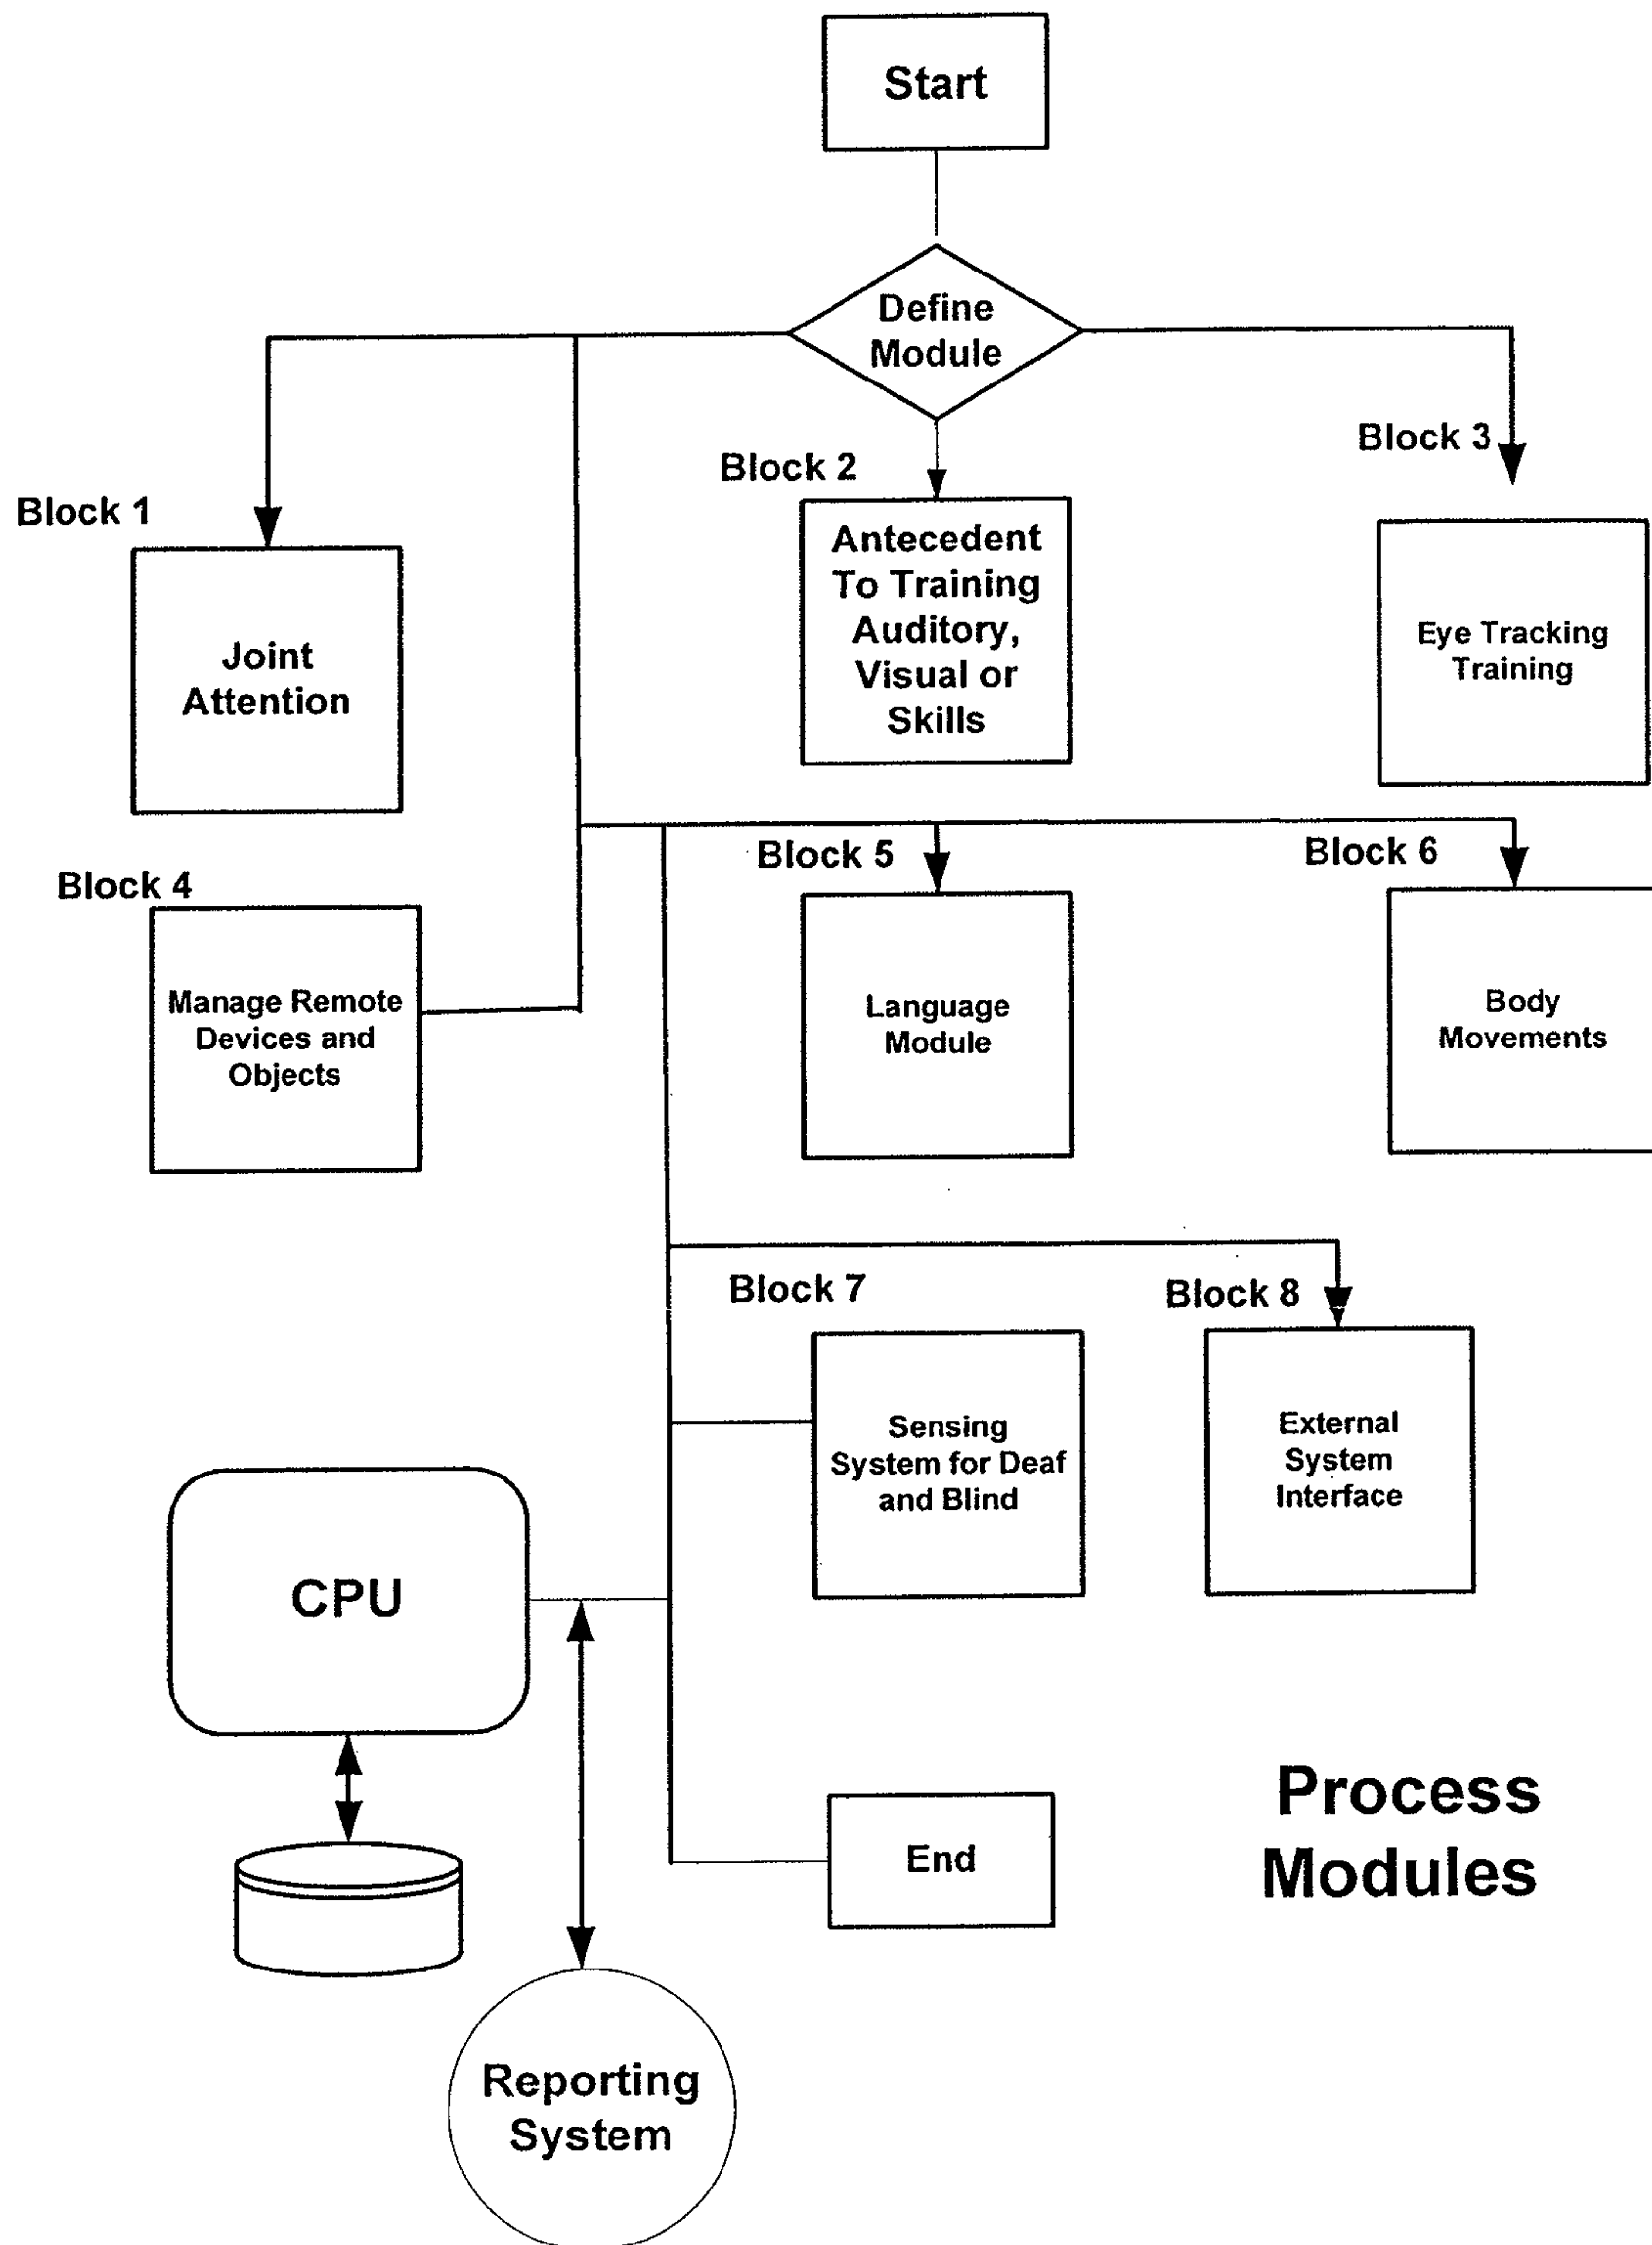 Start
Define
Module
Block 3
Block 2
Block 1
Antecedent
To Training
Auditory,
Visual or
Skills
Eye Tracking
Training
Joint
Attention
Block 5
Block 6
Block 4
Manage Remote
Devices and
Objects
Language
Module
Body
Movements
Block 7
Block 8
Sensing
System for Deaf
and Blind
External
System
Interface
CPU
Process
Modules
End
Reporting
System